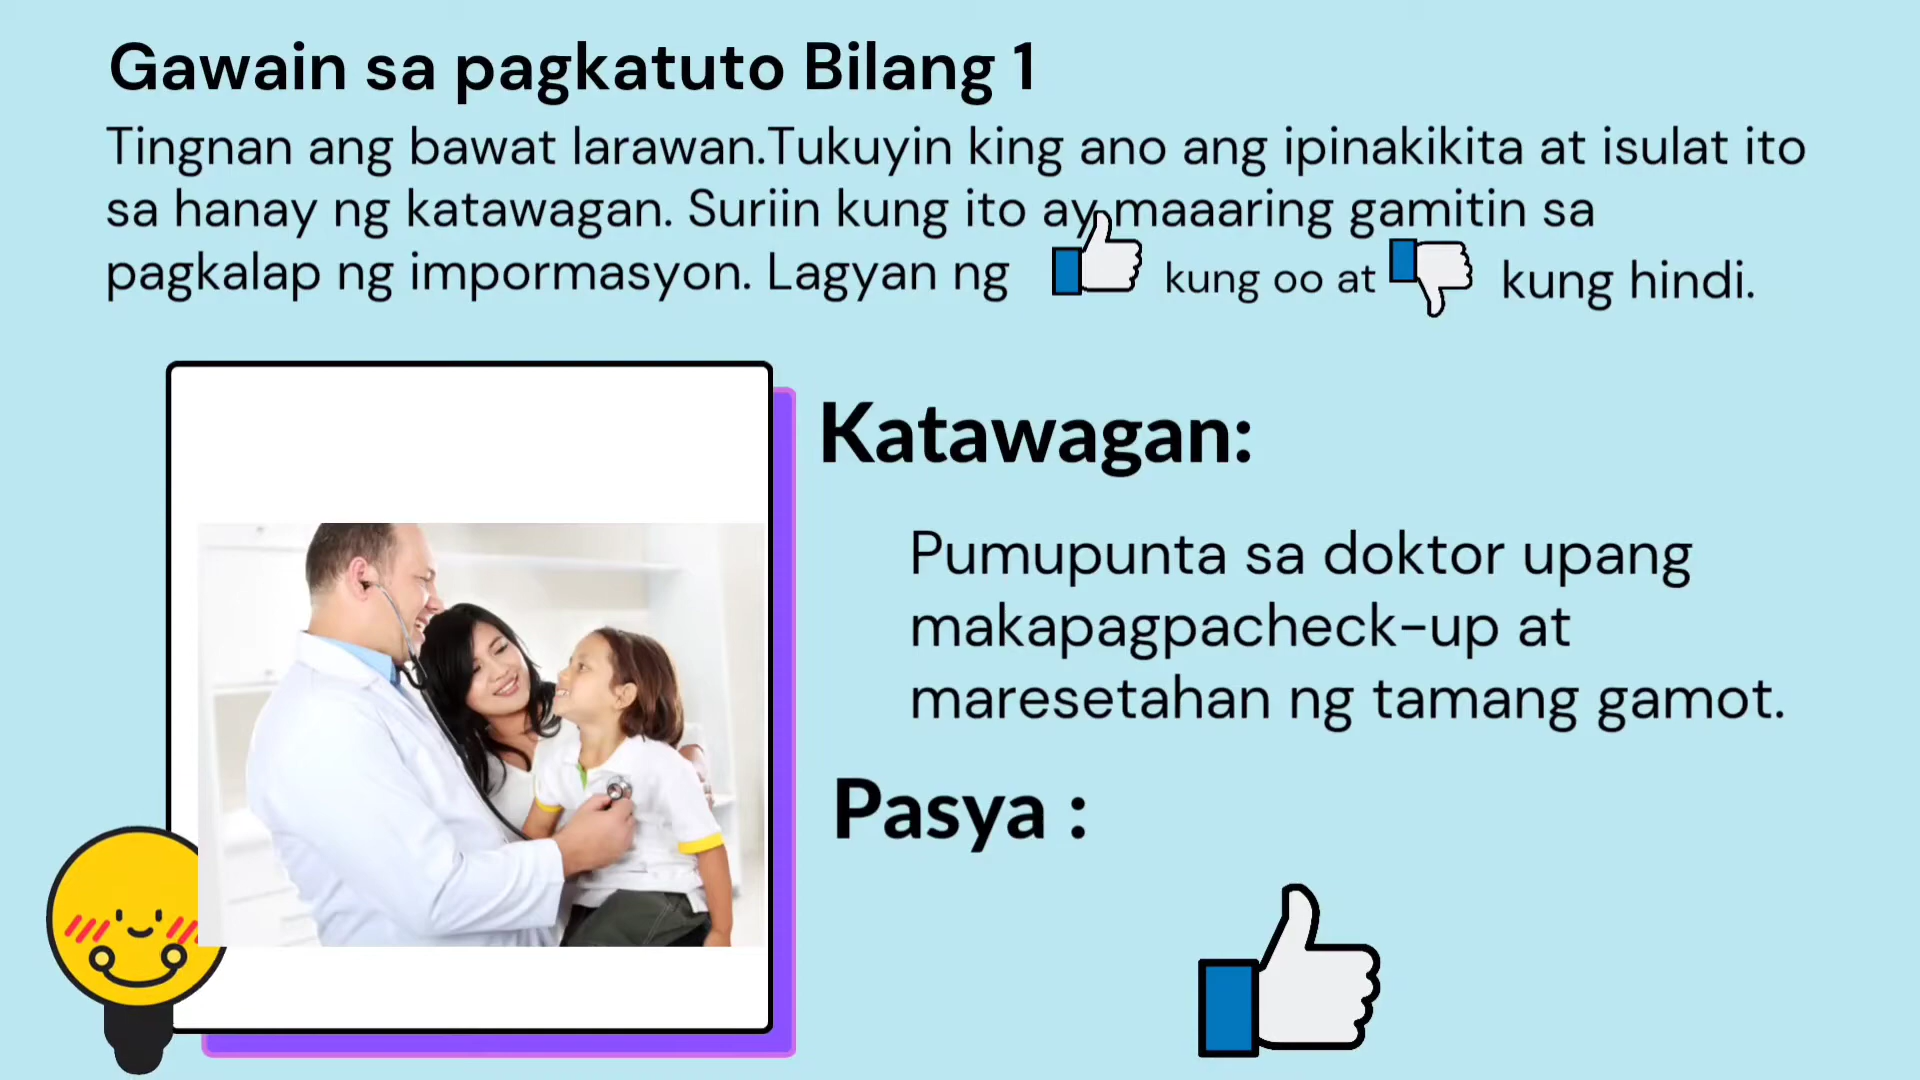 Gawain sa pagkatuto Bilang 1
Tingnan ang bawat larawan.Tukuyin king ano ang ipinakikita at isulat ito
sa hanay ng katawagan. Suriin kung ito ay maaaring gamitin sa
pagkalap ng impormasyon. Lagyan ng kung oo at kung hindi.
Katawagan:
Pumupunta sa doktor upang
makapagpacheck-up at
maresetahan ng tamang gamot.
Pasya :